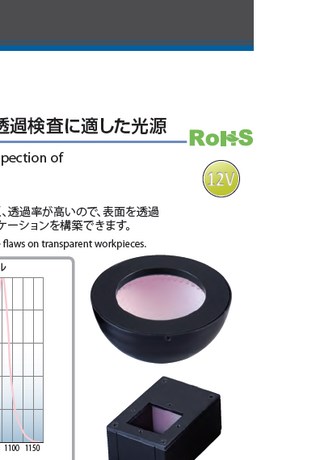 透過検査に適した光源
RoHS
pection of
12V
、透過率が高いので、表面を透過
ケーションを構築できます。
flaws on transparent workpieces.
ル
1100 1150